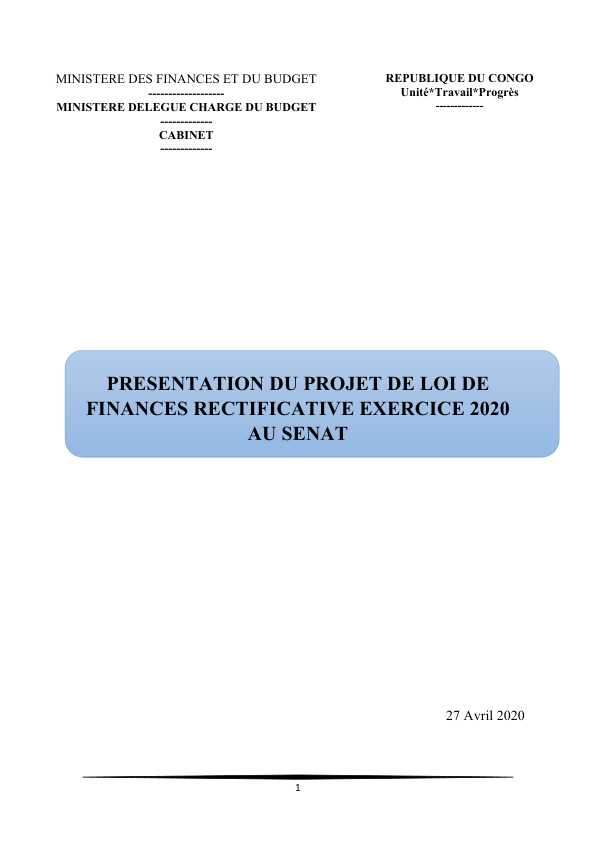 MINISTERE DES FINANCES ET DU BUDGET
-------------------
MINISTERE DELEGUE CHARGE DU BUDGET
-------------
CABINET
-------------
REPUBLIQUE DU CONGO
Unité*Travail*Progrès
------------
PRESENTATION DU PROJET DE LOI DE
FINANCES RECTIFICATIVE EXERCICE 2020
AU SENAT
27 Avril 2020
1